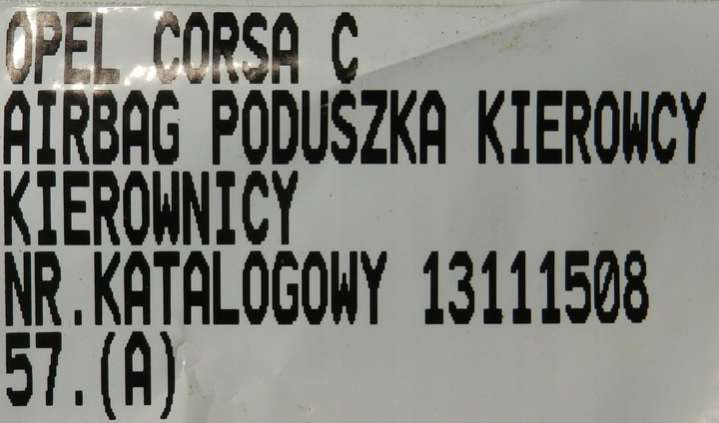 OPEL CORSA C
AIRBAG PODUSZKA KIEROWCY
KIEROWNICY
NR.KATALOGOWY 13111508
57.(A)